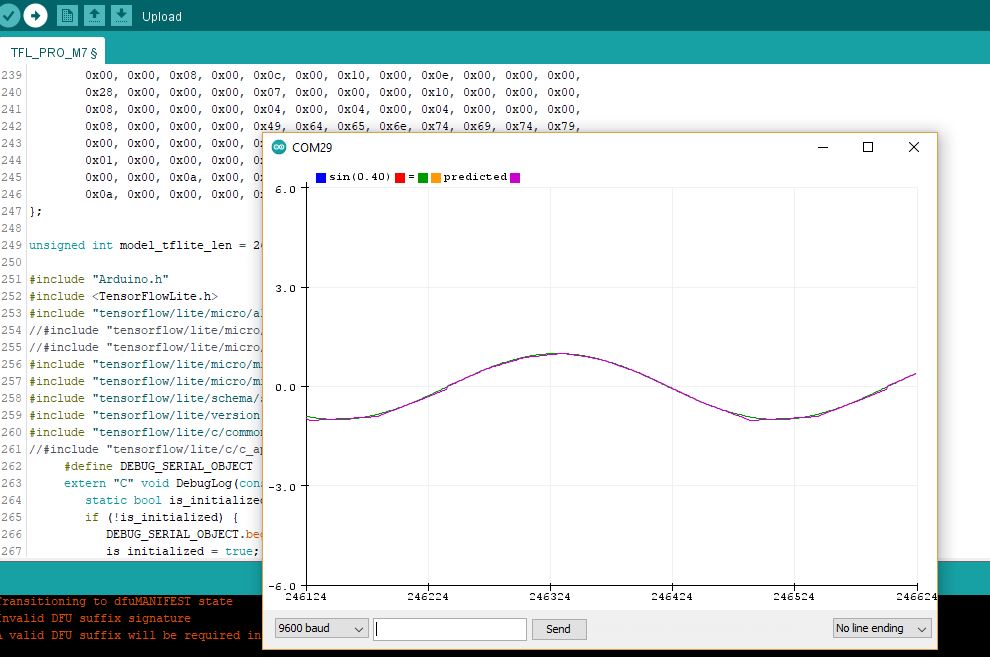 Upload
TFL_PRO_M7 §
239 0x00, 0x00, 0x08, 0x00, 0x0c, 0x00, 0x10, 0x00, 0x0e, 0x00, 0x00, 0x00,
240 0x28, 0x00, 0x00, 0x00, 0x07, 0x00, 0x00, 0x00, 0x10, 0x00, 0x00, 0x00,
241 0x08, 0x00, 0x00, 0x00, 0x04, 0x00, 0x04, 0x00, 0x04, 0x00, 0x00, 0x00,
242 0x08, 0x00, 0x00, 0x00, 0x49, 0x64, 0x65, 0x6e, 0x74, 0x69, 0x74, 0x79,
243 0x00, 0x00, 0x00, 0x00,
244 0x01, 0x00, 0x00, 0x00,
245 0x00, 0x00, 0x0a, 0x00,
246 0x0a, 0x00, 0x00, 0x00,
247 };
248
249 unsigned int model_tflite_len =
250
251 #include "Arduino.h"
252 #include <TensorFlowLite.h>
253 #include "tensorflow/lite/micro/
254 //#include "tensorflow/lite/micro/
255 //#include "tensorflow/lite/micro/
256 #include "tensorflow/lite/micro/
257 #include "tensorflow/lite/micro/
258 #include "tensorflow/lite/schema/
259 #include "tensorflow/lite/version
260 #include "tensorflow/lite/c/common
261 //#include "tensorflow/lite/c/c_
262 #define DEBUG_SERIAL_OBJECT
263 extern "C" void DebugLog(
264 static bool is_initialized
265 if (!is_initialized) {
266 DEBUG_SERIAL_OBJECT.
267 is initialized = true;
COM29
sin(0.40) = predicted
6.0
3.0
0.0
-3.0
-6.0
246124 246224 246324 246424 246524 246624
9600 baud Send No line ending
Transitioning to dfuMANIFEST state
Invalid DFU suffix signature
A valid DFU suffix will be required in